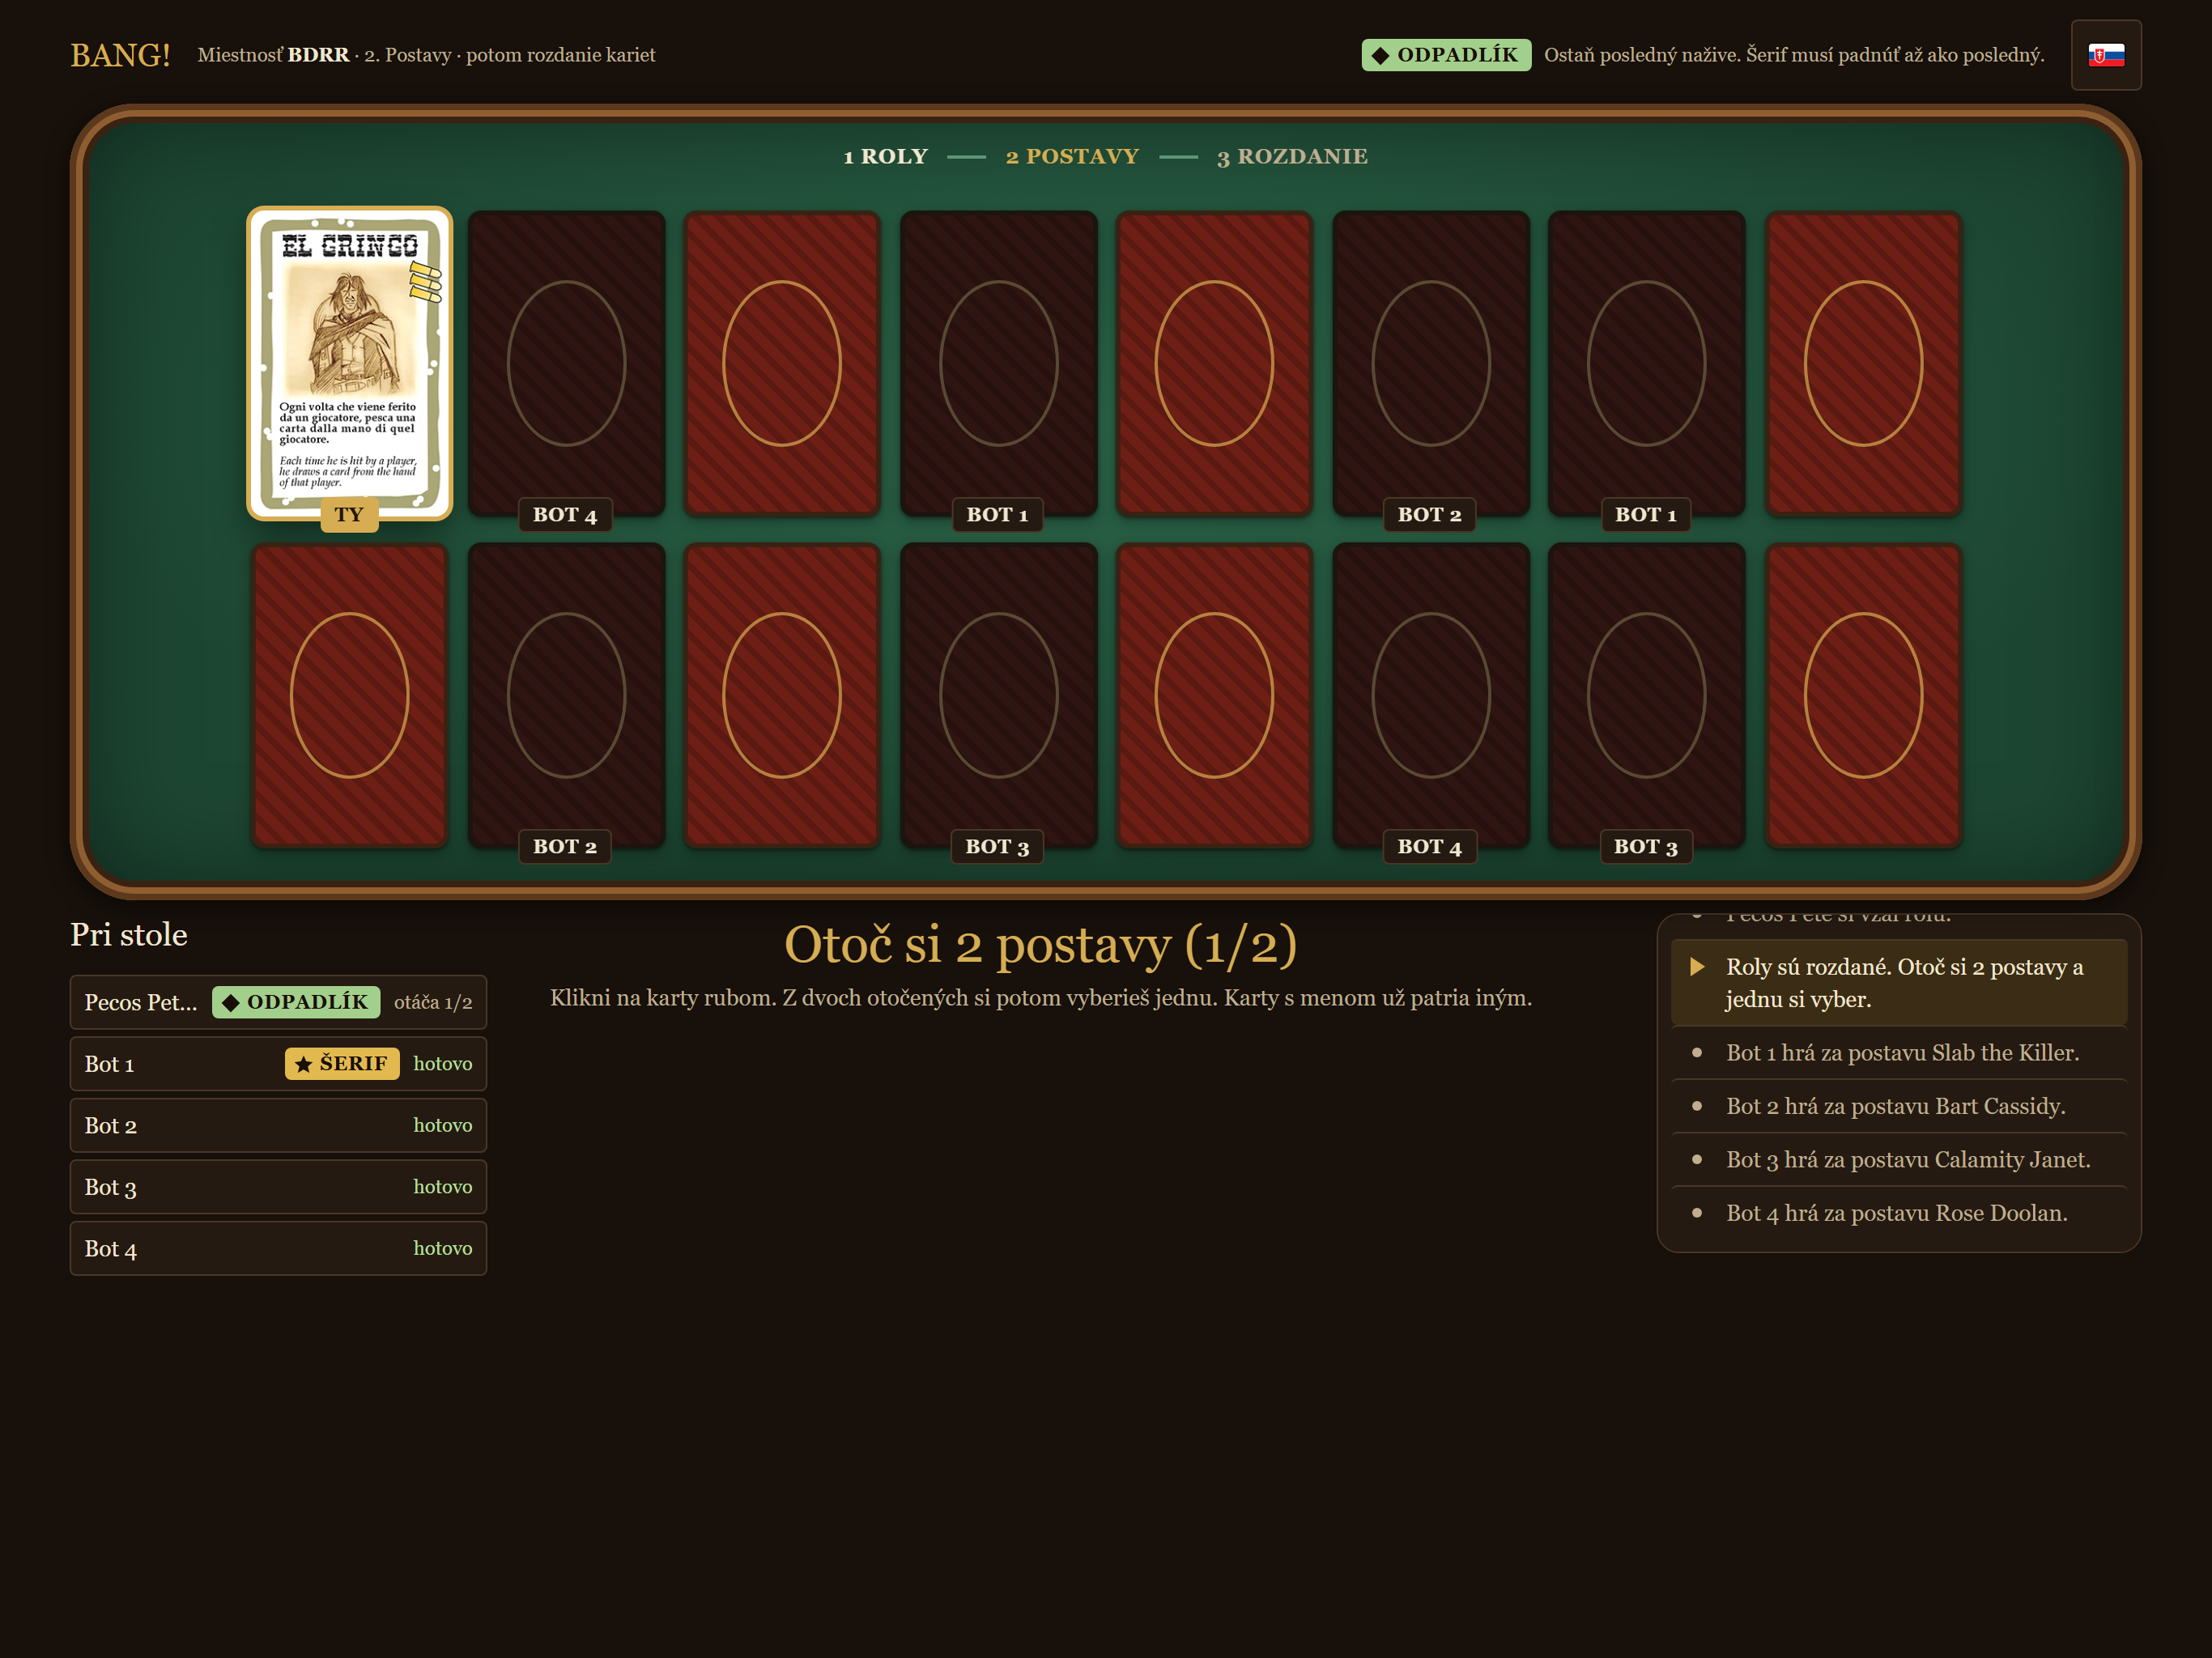 BANG!
Miestnosť BDRR · 2. Postavy · potom rozdanie kariet
ODPADLÍK
Ostaň posledný nažive. Šerif musí padnúť až ako posledný.
1 ROLY
2 POSTAVY
3 ROZDANIE
EL GRINGO
Ogni volta che viene ferito
da un giocatore, pesca una
carta dalla mano di quel
giocatore.
Each time he is hit by a player,
he draws a card from the hand
of that player.
TY
BOT 4
BOT 1
BOT 2
BOT 1
BOT 2
BOT 3
BOT 4
BOT 3
Pri stole
Pecos Pet...
ODPADLÍK
otáča 1/2
Bot 1
ŠERIF
hotovo
Bot 2
hotovo
Bot 3
hotovo
Bot 4
hotovo
Otoč si 2 postavy (1/2)
Klikni na karty rubom. Z dvoch otočených si potom vyberieš jednu. Karty s menom už patria iným.
Pecos Pete si vzal rolu.
Roly sú rozdané. Otoč si 2 postavy a
jednu si vyber.
Bot 1 hrá za postavu Slab the Killer.
Bot 2 hrá za postavu Bart Cassidy.
Bot 3 hrá za postavu Calamity Janet.
Bot 4 hrá za postavu Rose Doolan.